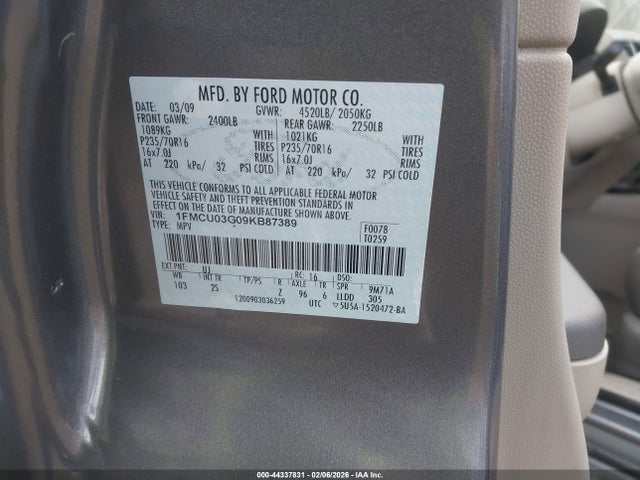 MFD. BY FORD MOTOR CO.
DATE: 03/09 GVWR: 4520LB/ 2050KG
FRONT GAWR: 2400LB REAR GAWR: 2250LB
1089KG WITH 1021KG WITH
P235/70R16 TIRES P235/70R16 TIRES
16x7.0J RIMS 16x7.0J RIMS
AT 220 kPa/ 32 PSI COLD AT 220 kPa/ 32 PSI COLD
THIS VEHICLE CONFORMS TO ALL APPLICABLE FEDERAL MOTOR
VEHICLE SAFETY AND THEFT PREVENTION STANDARDS IN
EFFECT ON THE DATE OF MANUFACTURE SHOWN ABOVE.
VIN: 1FMCU03G09KB87389 F0078
TYPE: MPV T0259
EXT PNT: UJ RC: 16 DSO:
WB INT TR TP/PS R AXLE TR SPR 9M71A
103 2S Z 96 6 LLDD 305
1200903036259 UTC ▽5U5A-1520472-BA
000-44337831 - 02/06/2026 - IAA Inc.